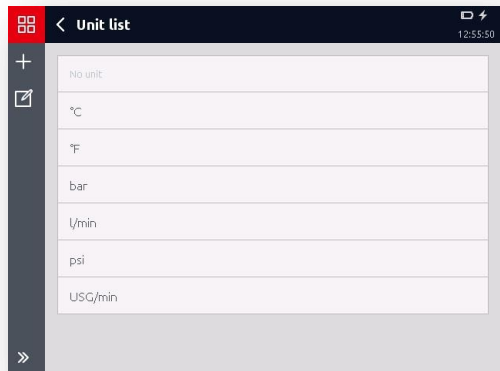 Unit list
12:55:50
No unit
°C
°F
bar
l/min
psi
USG/min